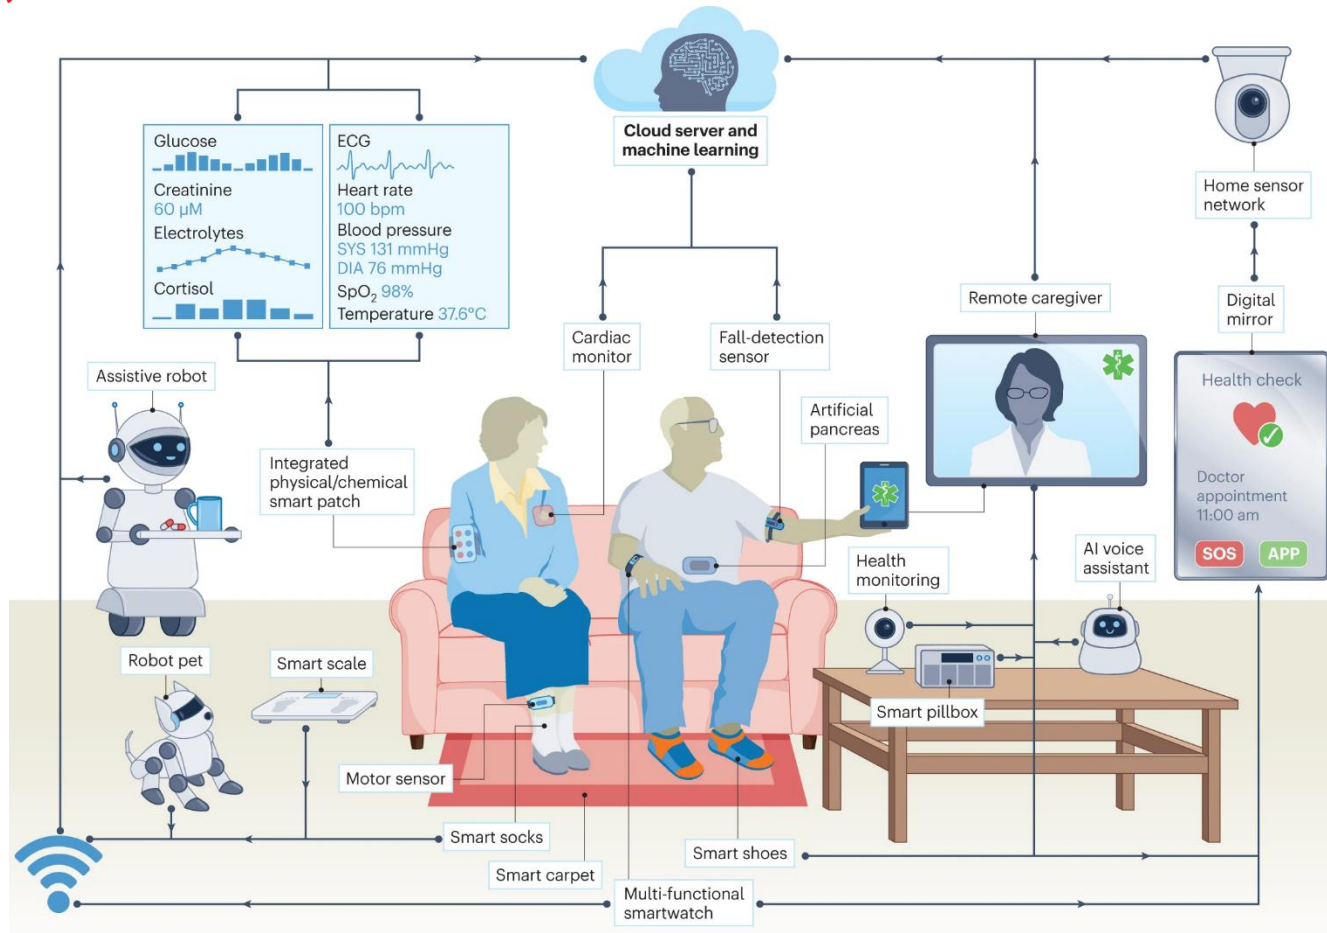 Cloud server and
machine learning
Glucose
Creatinine
60 µM
Electrolytes
Cortisol
ECG
Heart rate
100 bpm
Blood pressure
SYS 131 mmHg
DIA 76 mmHg
SpO₂ 98%
Temperature 37.6°C
Home sensor
network
Remote caregiver
Digital
mirror
Cardiac
monitor
Fall-detection
sensor
Assistive robot
Health check
Artificial
pancreas
Integrated
physical/chemical
smart patch
Doctor
appointment
11:00 am
SOS
APP
Health
monitoring
AI voice
assistant
Robot pet
Smart scale
Smart pillbox
Motor sensor
Smart socks
Smart shoes
Smart carpet
Multi-functional
smartwatch